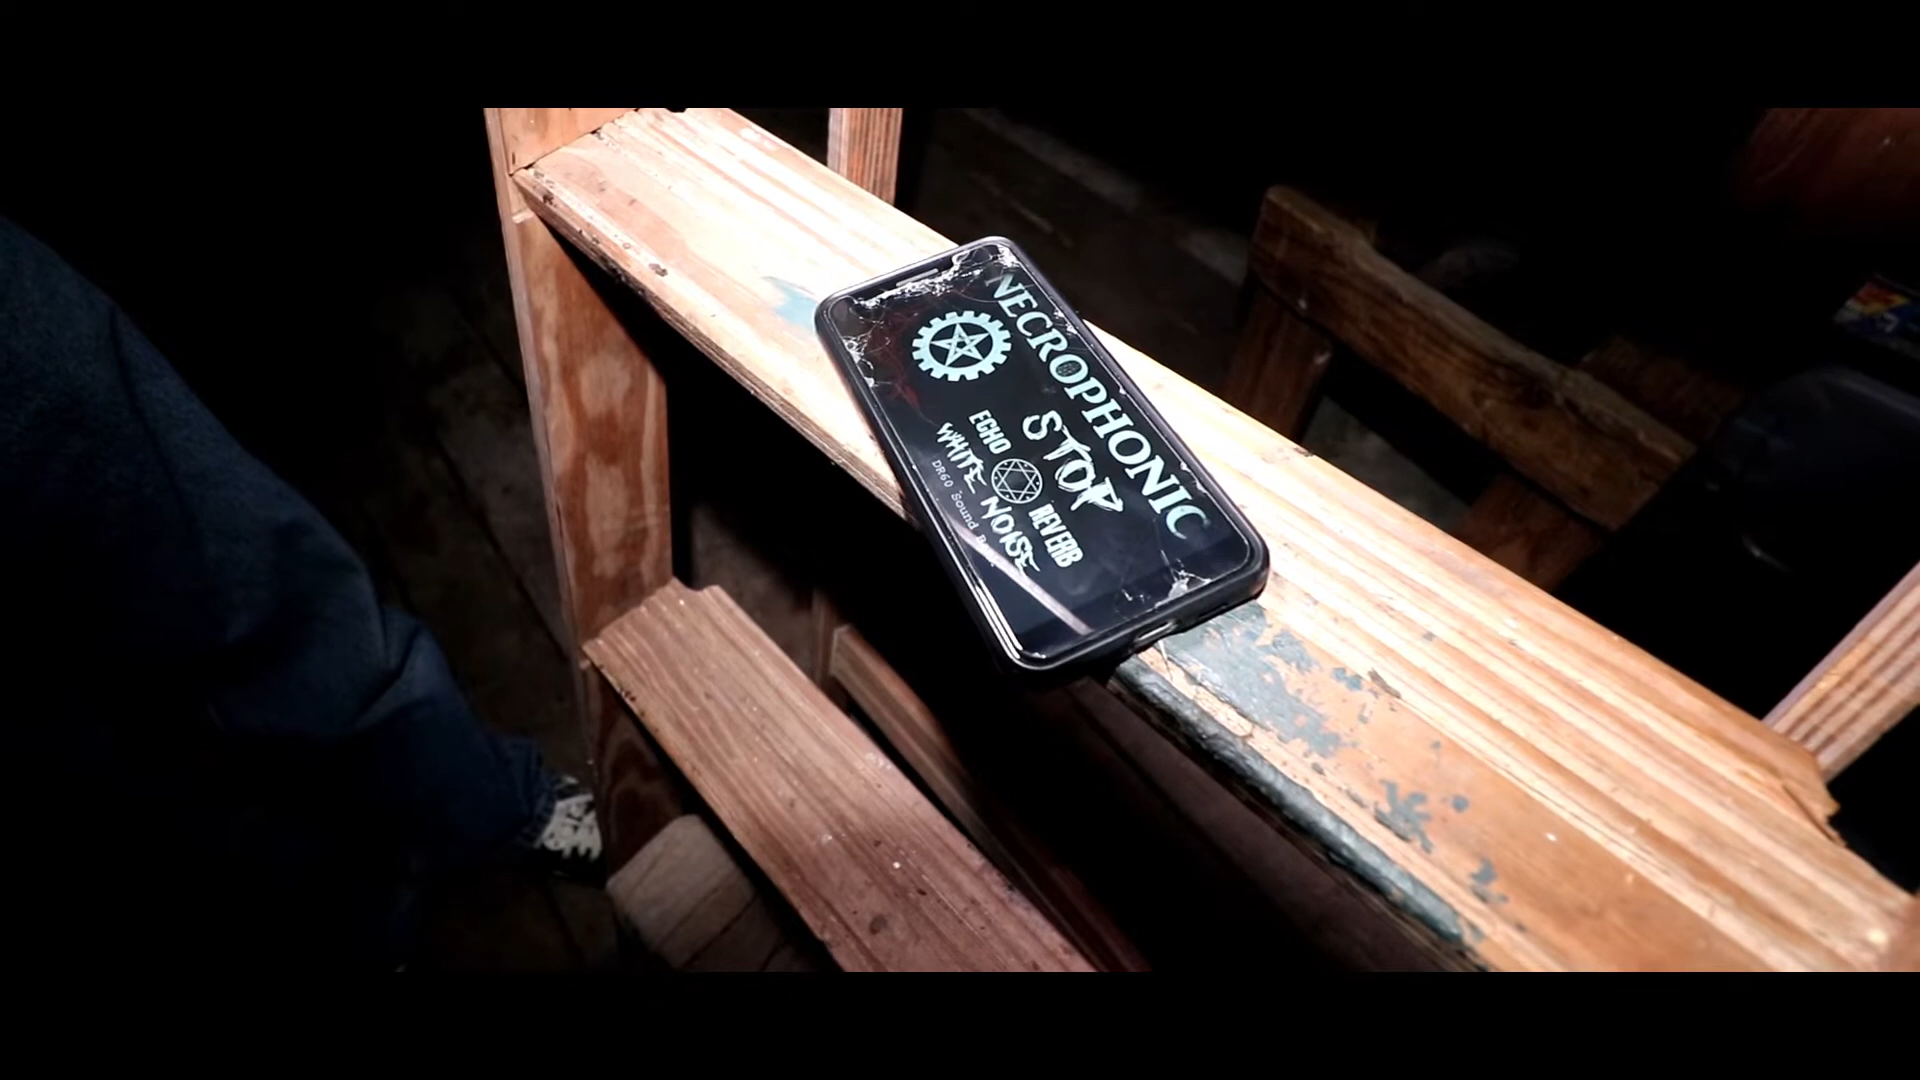 NECROPHONIC
STOP
ECHO
REVERB
WHITE NOISE
DR60 Sound B